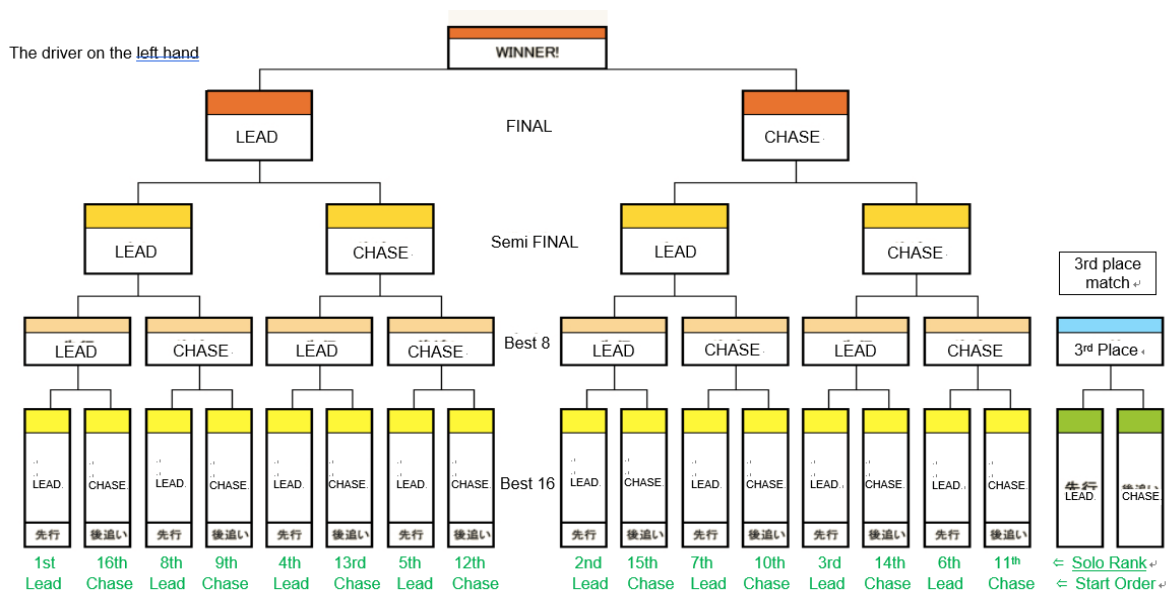 WINNER!
The driver on the left hand
LEAD
FINAL
CHASE
LEAD
CHASE
Semi FINAL
LEAD
CHASE
3rd place
match
LEAD
CHASE
LEAD
CHASE
Best 8
LEAD
CHASE
LEAD
CHASE
3rd Place
LEAD
CHASE
LEAD
CHASE
LEAD
CHASE
LEAD
CHASE
Best 16
LEAD
CHASE
LEAD
CHASE
LEAD
CHASE
LEAD
CHASE
先行
LEAD
後追い
CHASE
先行 後追い 先行 後追い 先行 後追い 先行 後追い 先行 後追い 先行 後追い 先行 後追い 先行 後追い
1st 16th 8th 9th 4th 13rd 5th 12th 2nd 15th 7th 10th 3rd 14th 6th 11th ⇐ Solo Rank
Lead Chase Lead Chase Lead Chase Lead Chase Lead Chase Lead Chase Lead Chase Lead Chase ⇐ Start Order